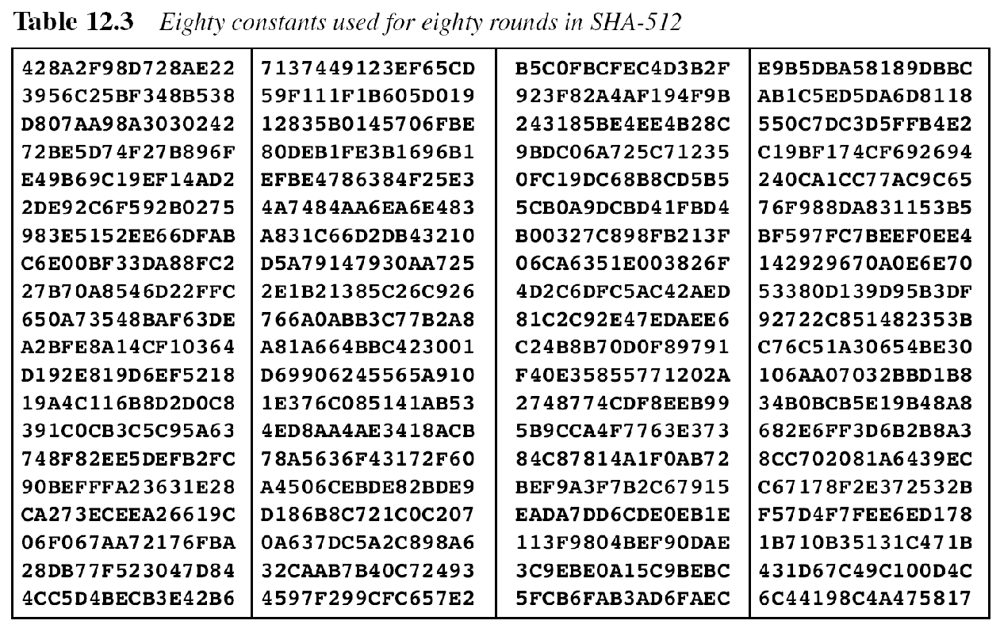 Table 12.3 Eighty constants used for eighty rounds in SHA-512
428A2F98D728AE22 7137449123EF65CD B5C0FBCFEC4D3B2F E9B5DBA58189DBBC
3956C25BF348B538 59F111F1B605D019 923F82A4AF194F9B AB1C5ED5DA6D8118
D807AA98A3030242 12835B0145706FBE 243185BE4EE4B28C 550C7DC3D5FFB4E2
72BE5D74F27B896F 80DEB1FE3B1696B1 9BDC06A725C71235 C19BF174CF692694
E49B69C19EF14AD2 EFBE4786384F25E3 0FC19DC68B8CD5B5 240CA1CC77AC9C65
2DE92C6F592B0275 4A7484AA6EA6E483 5CB0A9DCBD41FBD4 76F988DA831153B5
983E5152EE66DFAB A831C66D2DB43210 B00327C898FB213F BF597FC7BEEF0EE4
C6E00BF33DA88FC2 D5A79147930AA725 06CA6351E003826F 142929670A0E6E70
27B70A8546D22FFC 2E1B21385C26C926 4D2C6DFC5AC42AED 53380D139D95B3DF
650A73548BAF63DE 766A0ABB3C77B2A8 81C2C92E47EDAEE6 92722C851482353B
A2BFE8A14CF10364 A81A664BBC423001 C24B8B70D0F89791 C76C51A30654BE30
D192E819D6EF5218 D69906245565A910 F40E35855771202A 106AA07032BBD1B8
19A4C116B8D2D0C8 1E376C085141AB53 2748774CDF8EEB99 34B0BCB5E19B48A8
391C0CB3C5C95A63 4ED8AA4AE3418ACB 5B9CCA4F7763E373 682E6FF3D6B2B8A3
748F82EE5DEFB2FC 78A5636F43172F60 84C87814A1F0AB72 8CC702081A6439EC
90BEFFFA23631E28 A4506CEBDE82BDE9 BEF9A3F7B2C67915 C67178F2E372532B
CA273ECEEA26619C D186B8C721C0C207 EADA7DD6CDE0EB1E F57D4F7FEE6ED178
06F067AA72176FBA 0A637DC5A2C898A6 113F9804BEF90DAE 1B710B35131C471B
28DB77F523047D84 32CAAB7B40C72493 3C9EBE0A15C9BEBC 431D67C49C100D4C
4CC5D4BECB3E42B6 4597F299CFC657E2 5FCB6FAB3AD6FAEC 6C44198C4A475817